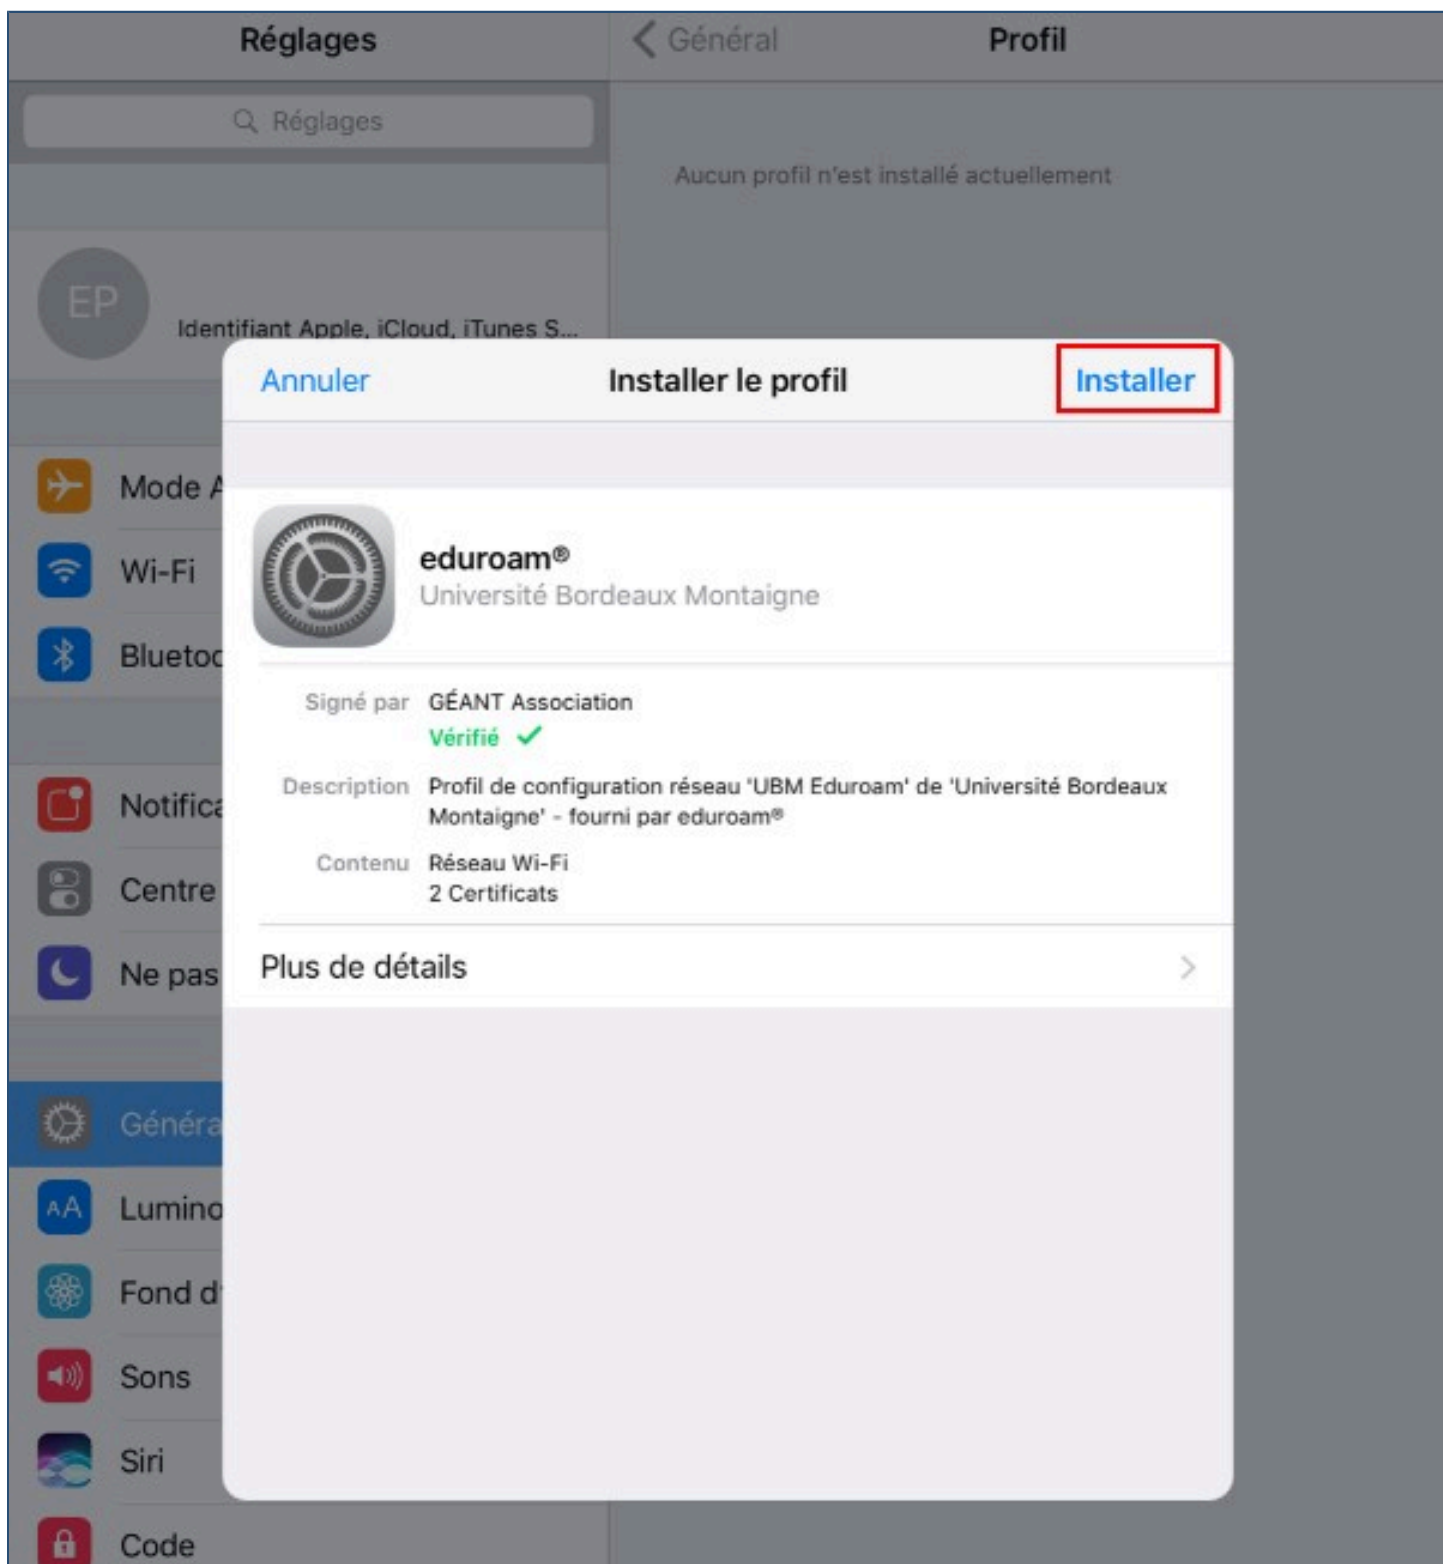 Réglages
Général
Profil
Réglages
Aucun profil n'est installé actuellement
EP
Identifiant Apple, iCloud, iTunes S...
Annuler
Installer le profil
Installer
Mode A
Wi-Fi
Bluetoo
Notifica
Centre
Ne pas
Généra
AA
Lumino
Fond d'
Sons
Siri
Code
eduroam®
Université Bordeaux Montaigne
Signé par GÉANT Association
Vérifié ✓
Description Profil de configuration réseau 'UBM Eduroam' de 'Université Bordeaux
Montaigne' - fourni par eduroam®
Contenu Réseau Wi-Fi
2 Certificats
Plus de détails